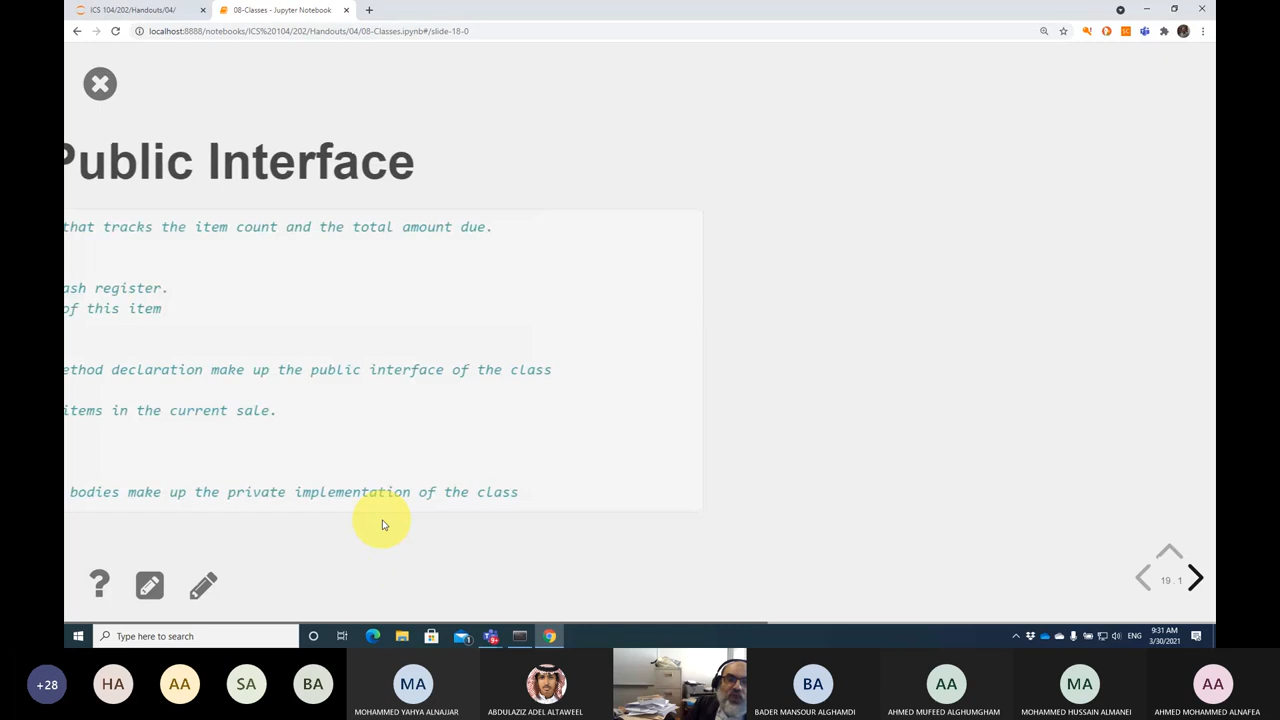 ICS 104/202/Handouts/04/
08-Classes - Jupyter Notebook
localhost:8888/notebooks/ICS%20104/202/Handouts/04/08-Classes.ipynb#/slide-18-0
Public Interface
that tracks the item count and the total amount due.
ash register.
of this item
ethod declaration make up the public interface of the class
items in the current sale.
bodies make up the private implementation of the class
19.1
Type here to search
ENG
9:31 AM
3/30/2021
+28
HA
AA
SA
BA
MA
BA
AA
MA
AA
MOHAMMED YAHYA ALNAJJAR
ABDULAZIZ ADEL ALTAWEEL
BADER MANSOUR ALGHAMDI
AHMED MUFEED ALGHUMGHAM
MOHAMMED HUSSAIN ALMANEI
AHMED MOHAMMED ALNAFEA